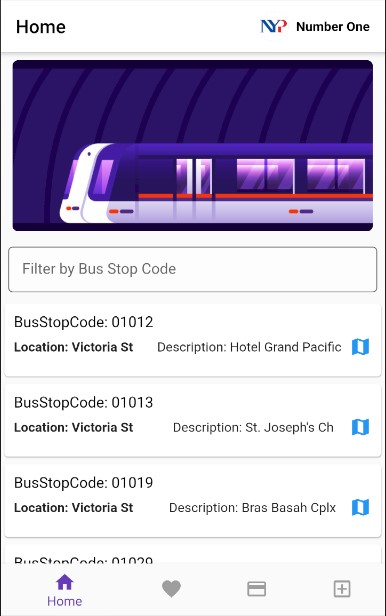 Home
NYP Number One
Filter by Bus Stop Code
BusStopCode: 01012
Location: Victoria St Description: Hotel Grand Pacific
BusStopCode: 01013
Location: Victoria St Description: St. Joseph's Ch
BusStopCode: 01019
Location: Victoria St Description: Bras Basah Cplx
BusStopCode: 01029
Home